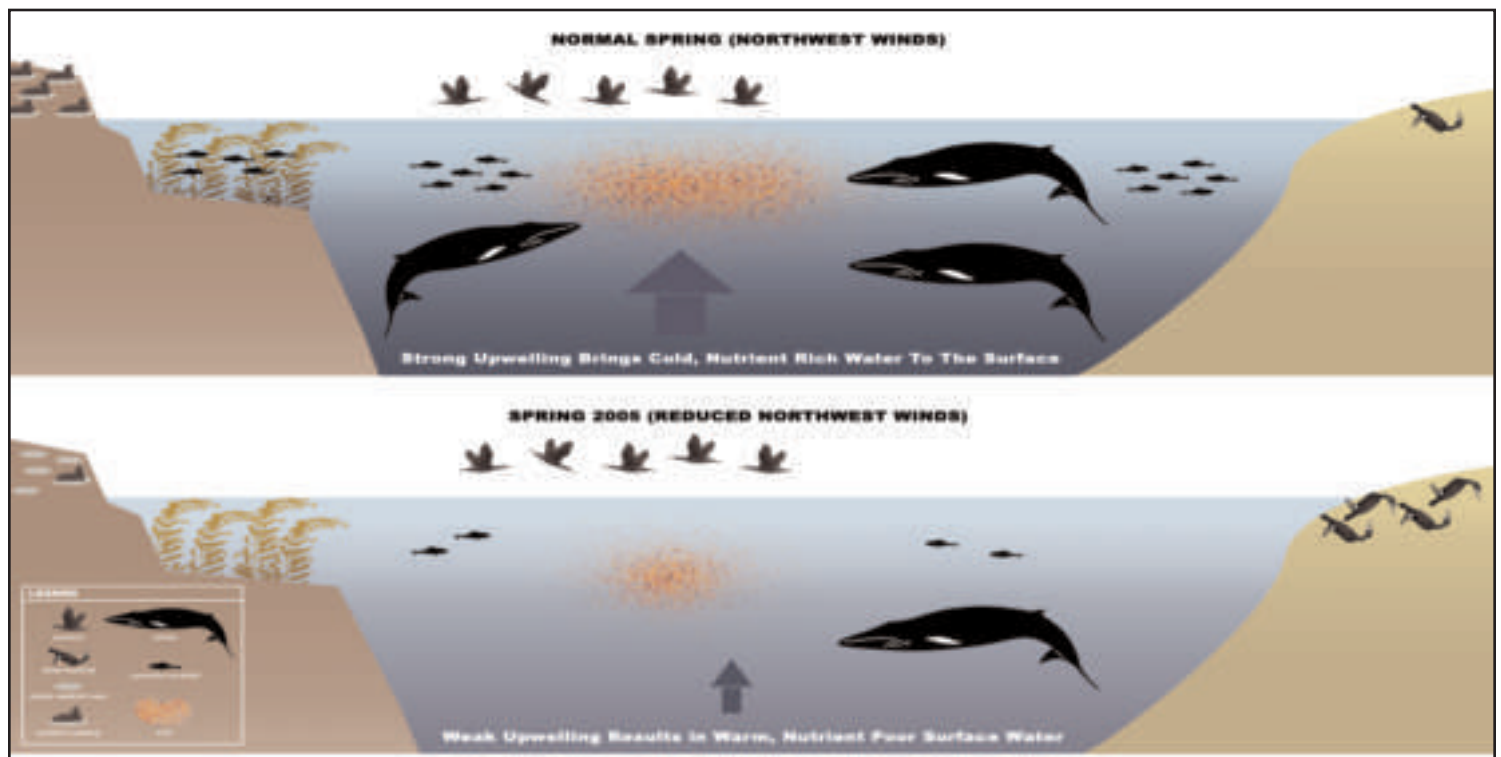 NORMAL SPRING (NORTHWEST WINDS)
Strong Upwelling Brings Cold, Nutrient Rich Water To The Surface
SPRING 2005 (REDUCED NORTHWEST WINDS)
LEGEND
Weak Upwelling Results in Warm, Nutrient Poor Surface Water